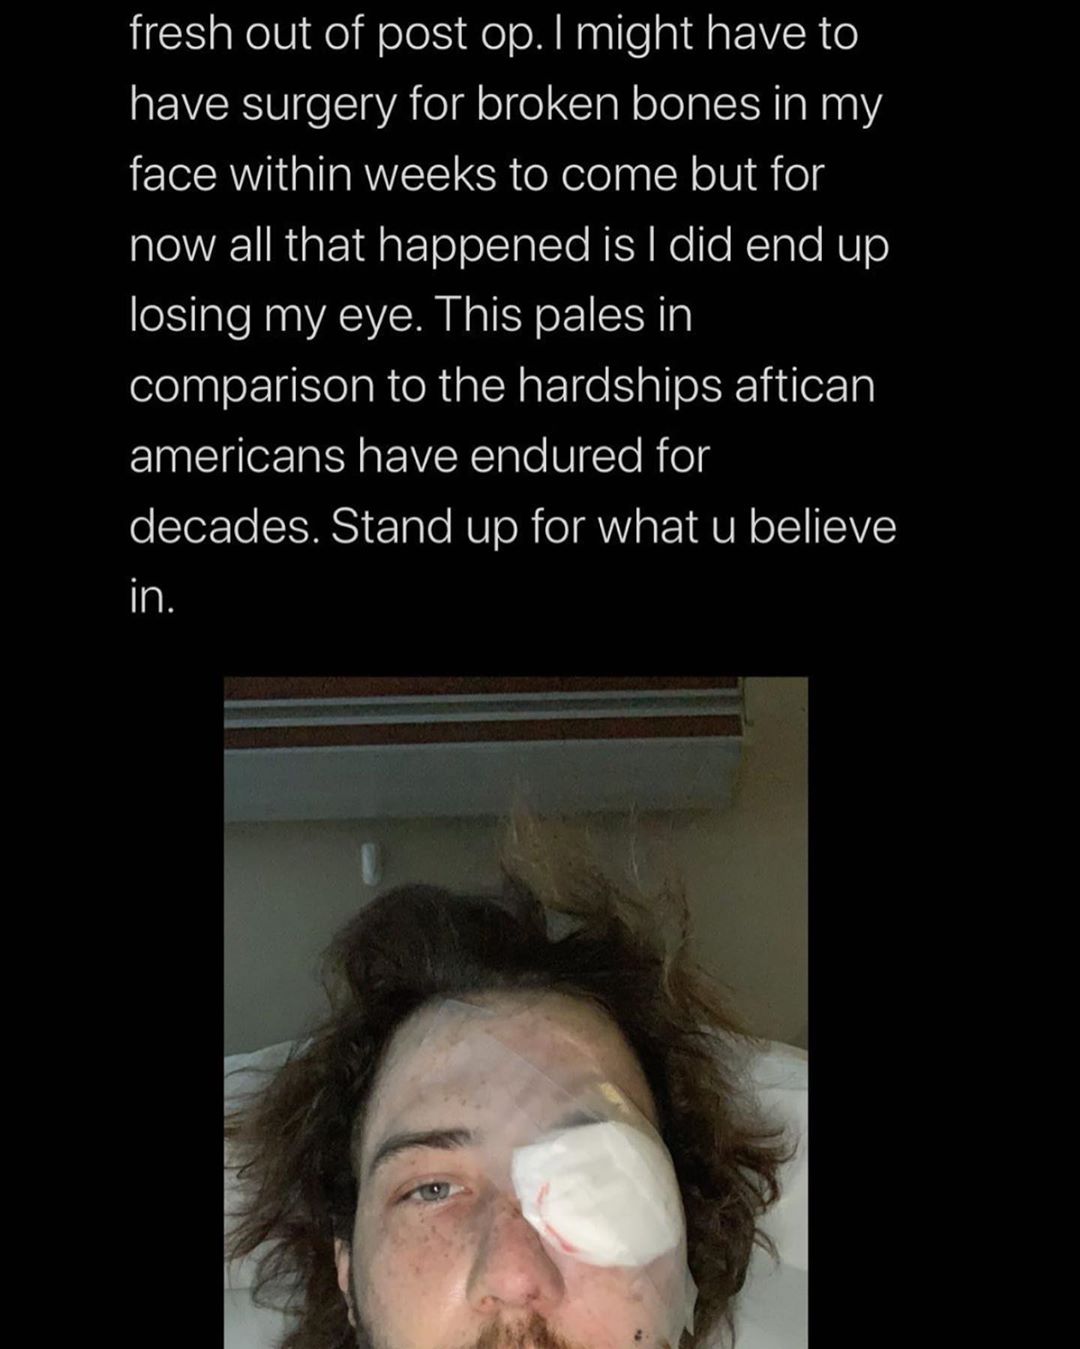 fresh out of post op. I might have to
have surgery for broken bones in my
face within weeks to come but for
now all that happened is I did end up
losing my eye. This pales in
comparison to the hardships aftican
americans have endured for
decades. Stand up for what u believe
in.